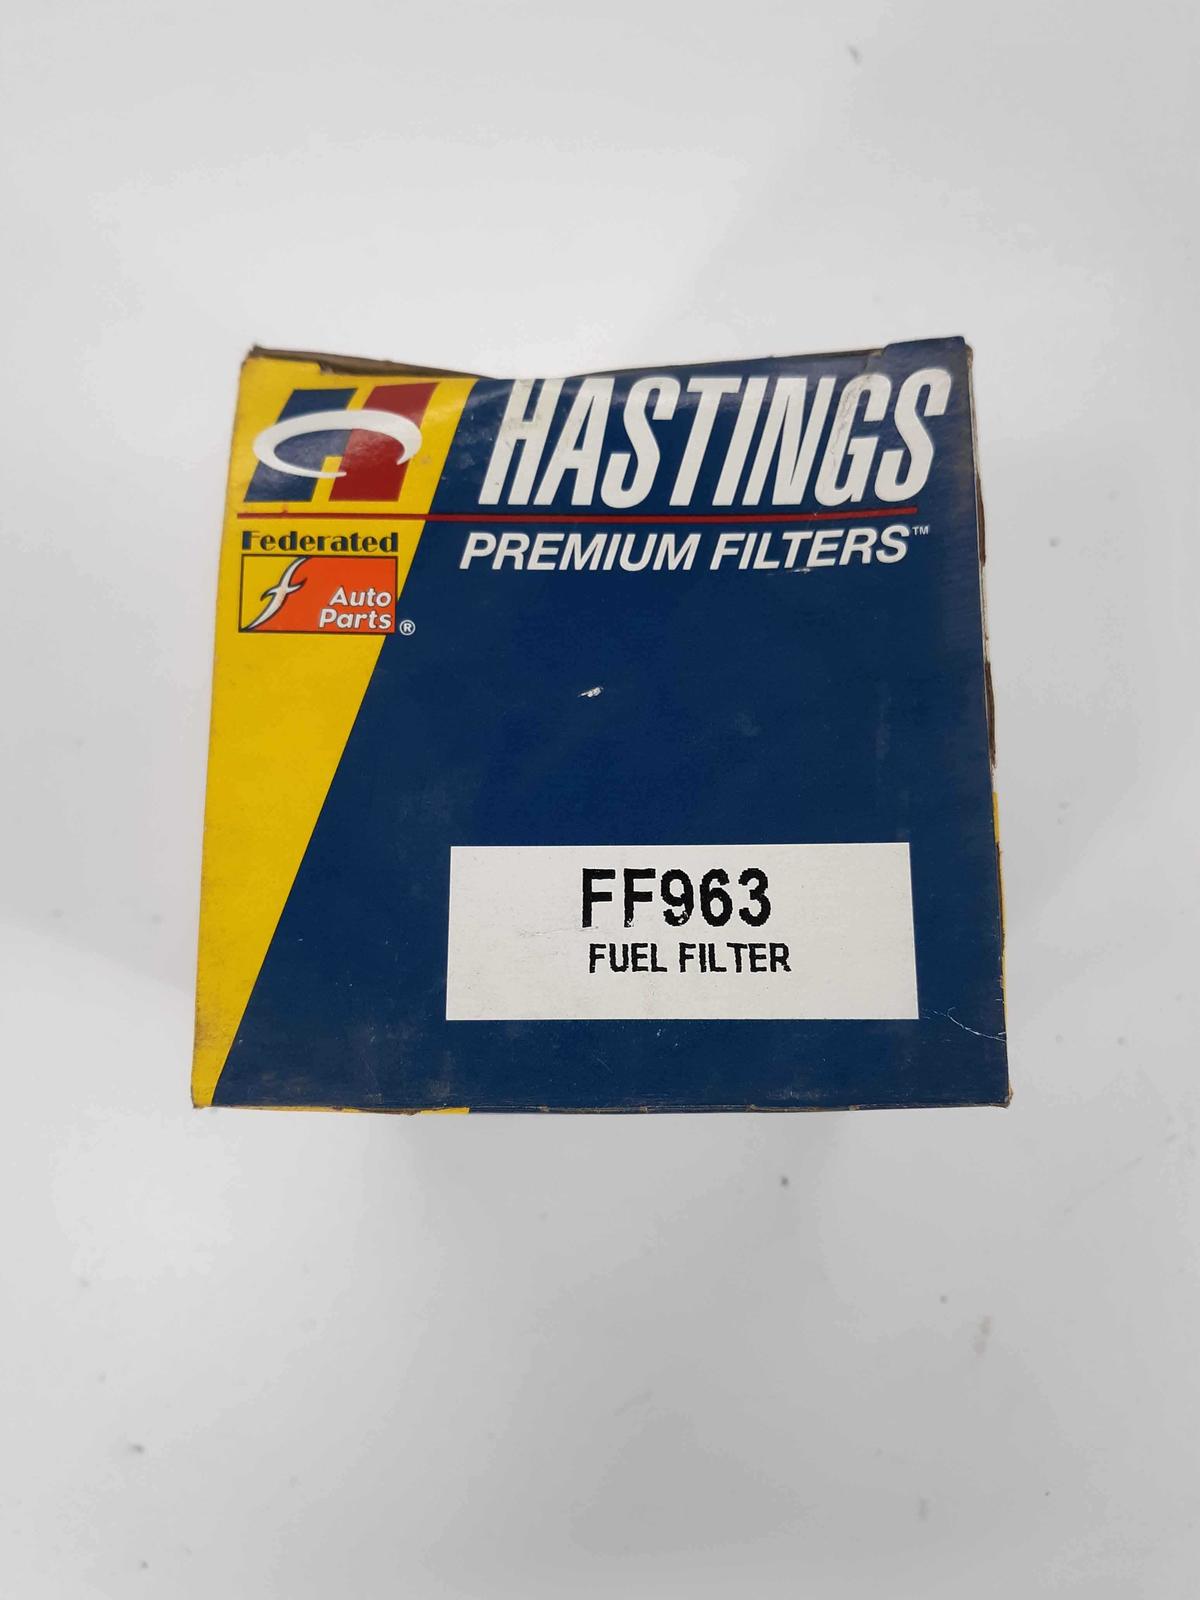 HASTINGS
PREMIUM FILTERS™
Federated
f Auto
Parts®
FF963
FUEL FILTER